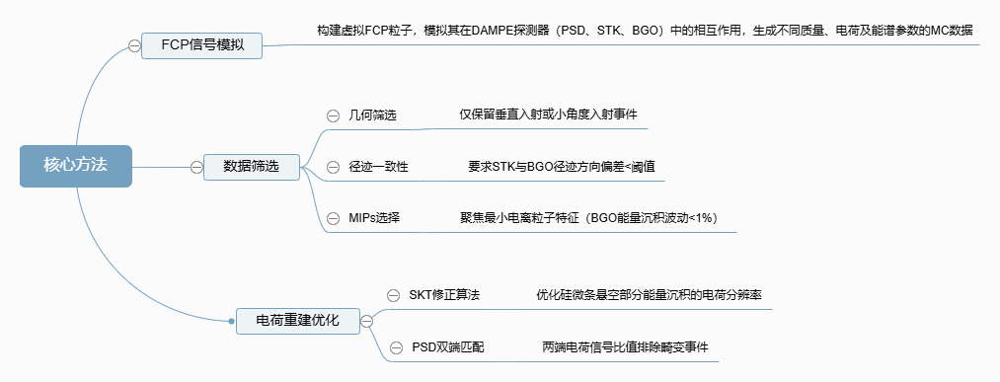 核心方法
FCP信号模拟
构建虚拟FCP粒子，模拟其在DAMPE探测器（PSD、STK、BGO）中的相互作用，生成不同质量、电荷及能谱参数的MC数据
数据筛选
几何筛选
仅保留垂直入射或小角度入射事件
径迹一致性
要求STK与BGO径迹方向偏差<阈值
MIPs选择
聚焦最小电离粒子特征（BGO能量沉积波动<1%）
电荷重建优化
SKT修正算法
优化硅微条悬空部分能量沉积的电荷分辨率
PSD双端匹配
两端电荷信号比值排除畸变事件